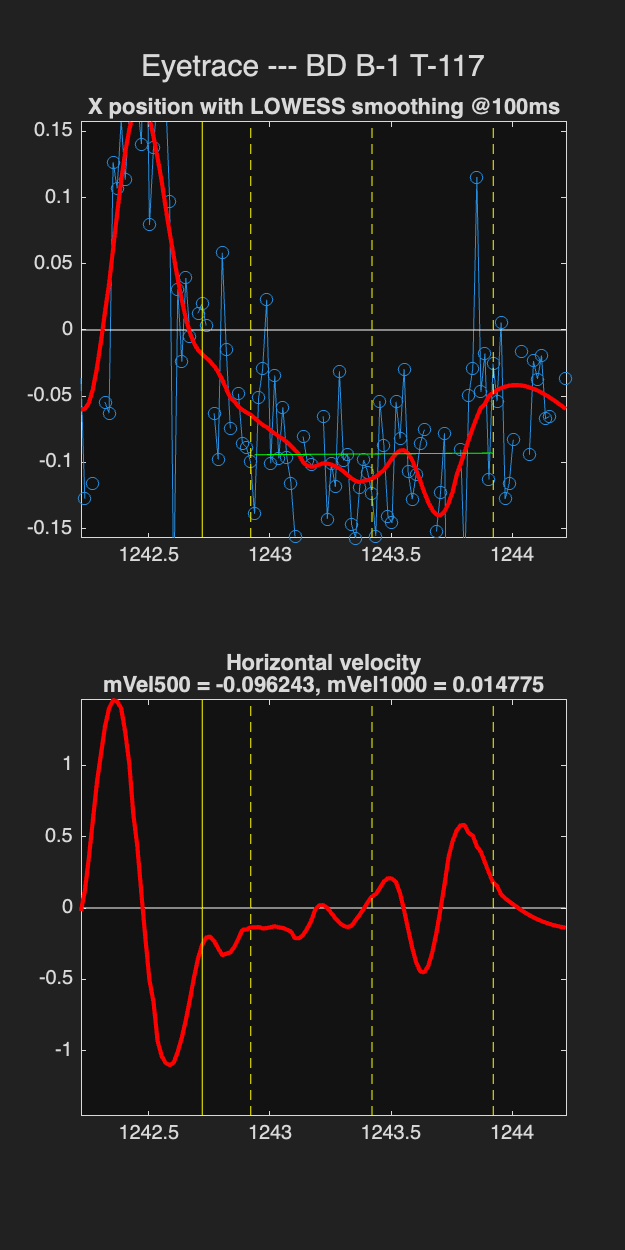 Eyetrace --- BD B-1 T-117
X position with LOWESS smoothing @100ms
0.15
0.1
0.05
0
-0.05
-0.1
-0.15
1242.5 1243 1243.5 1244
Horizontal velocity
mVel500 = -0.096243, mVel1000 = 0.014775
1
0.5
0
-0.5
-1
1242.5 1243 1243.5 1244